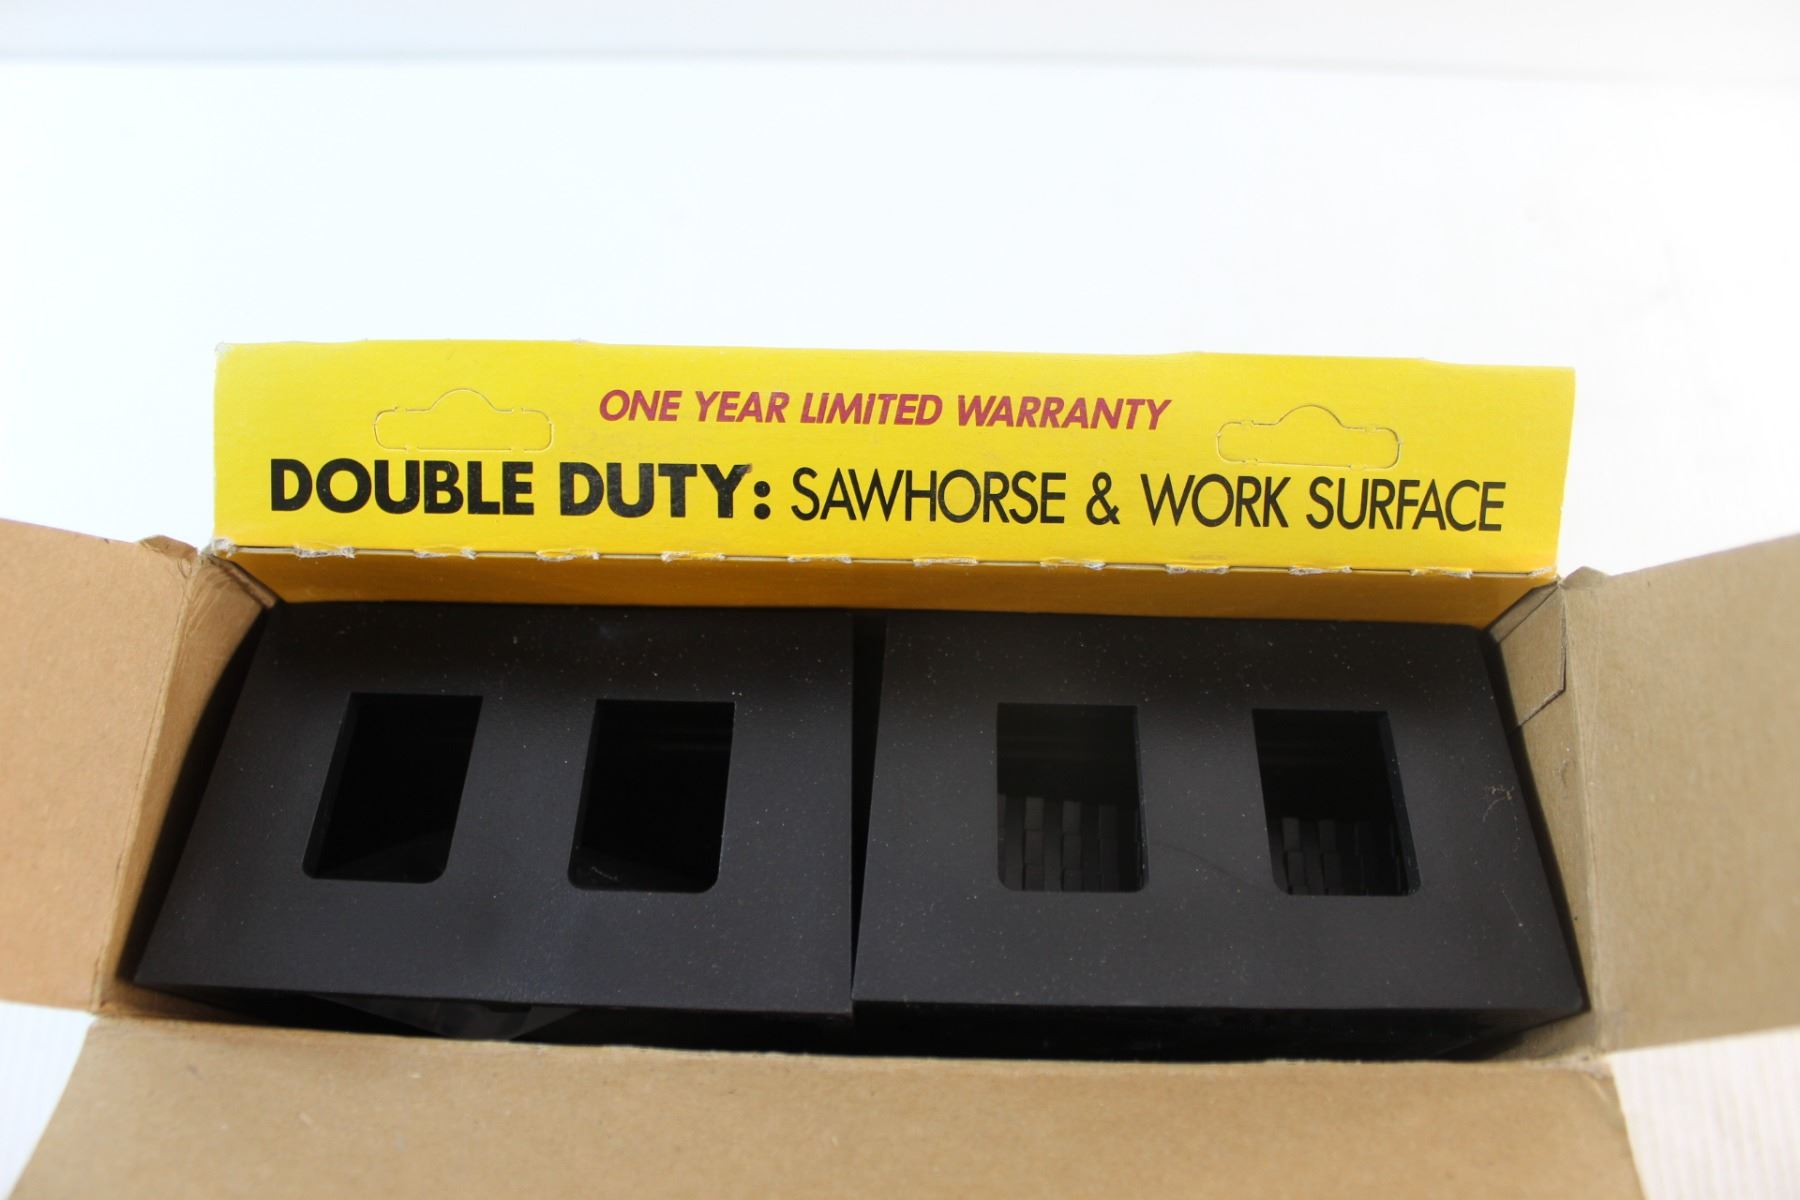 ONE YEAR LIMITED WARRANTY
DOUBLE DUTY: SAWHORSE & WORK SURFACE